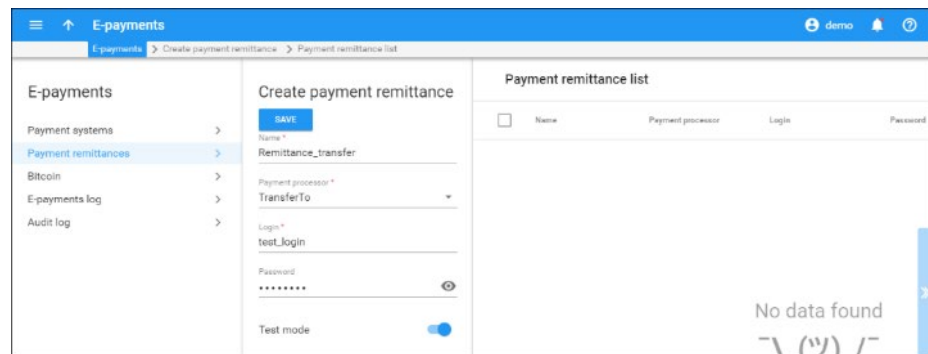 E-payments
demo
E-payments > Create payment remittance > Payment remittance list
E-payments
Payment systems
Payment remittances
Bitcoin
E-payments log
Audit log
Create payment remittance
SAVE
Name *
Remittance_transfer
Payment processor *
TransferTo
Login *
test_login
Password
••••••••
Test mode
Payment remittance list
Name Payment processor Login Password
No data found
¯\_(ツ)_/¯